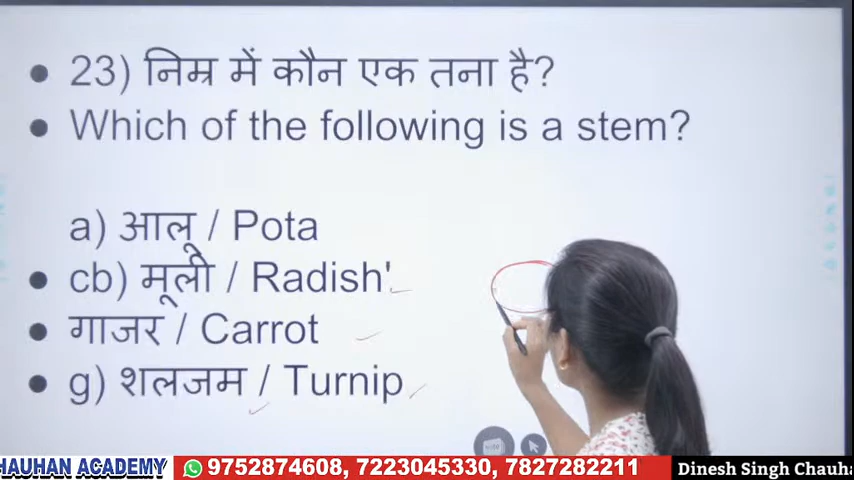 23) निम्र में कौन एक तना है?
Which of the following is a stem?
a) आलू / Pota
cb) मूली / Radish'
गाजर / Carrot
g) शलजम / Turnip
HAUHAN ACADEMY 9752874608, 7223045330, 7827282211 Dinesh Singh Chauha